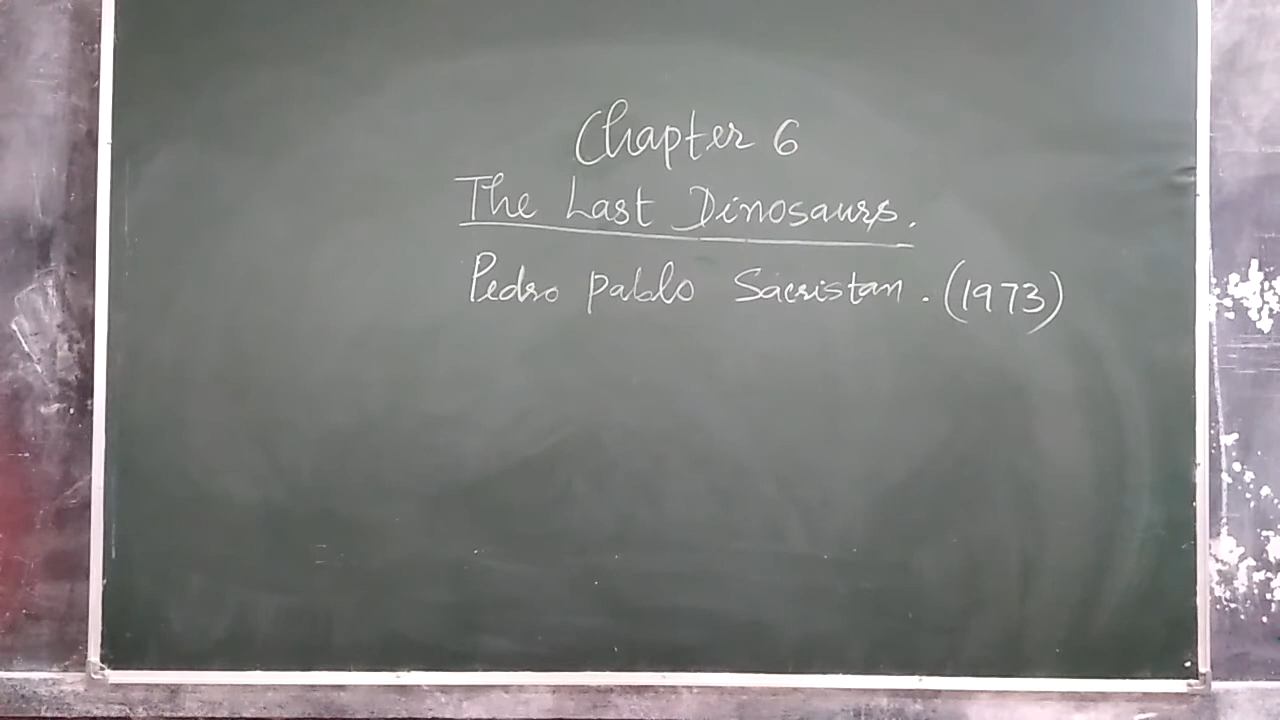 Chapter 6
The Last Dinosaurs.
Pedro Pablo Sacristan. (1973)